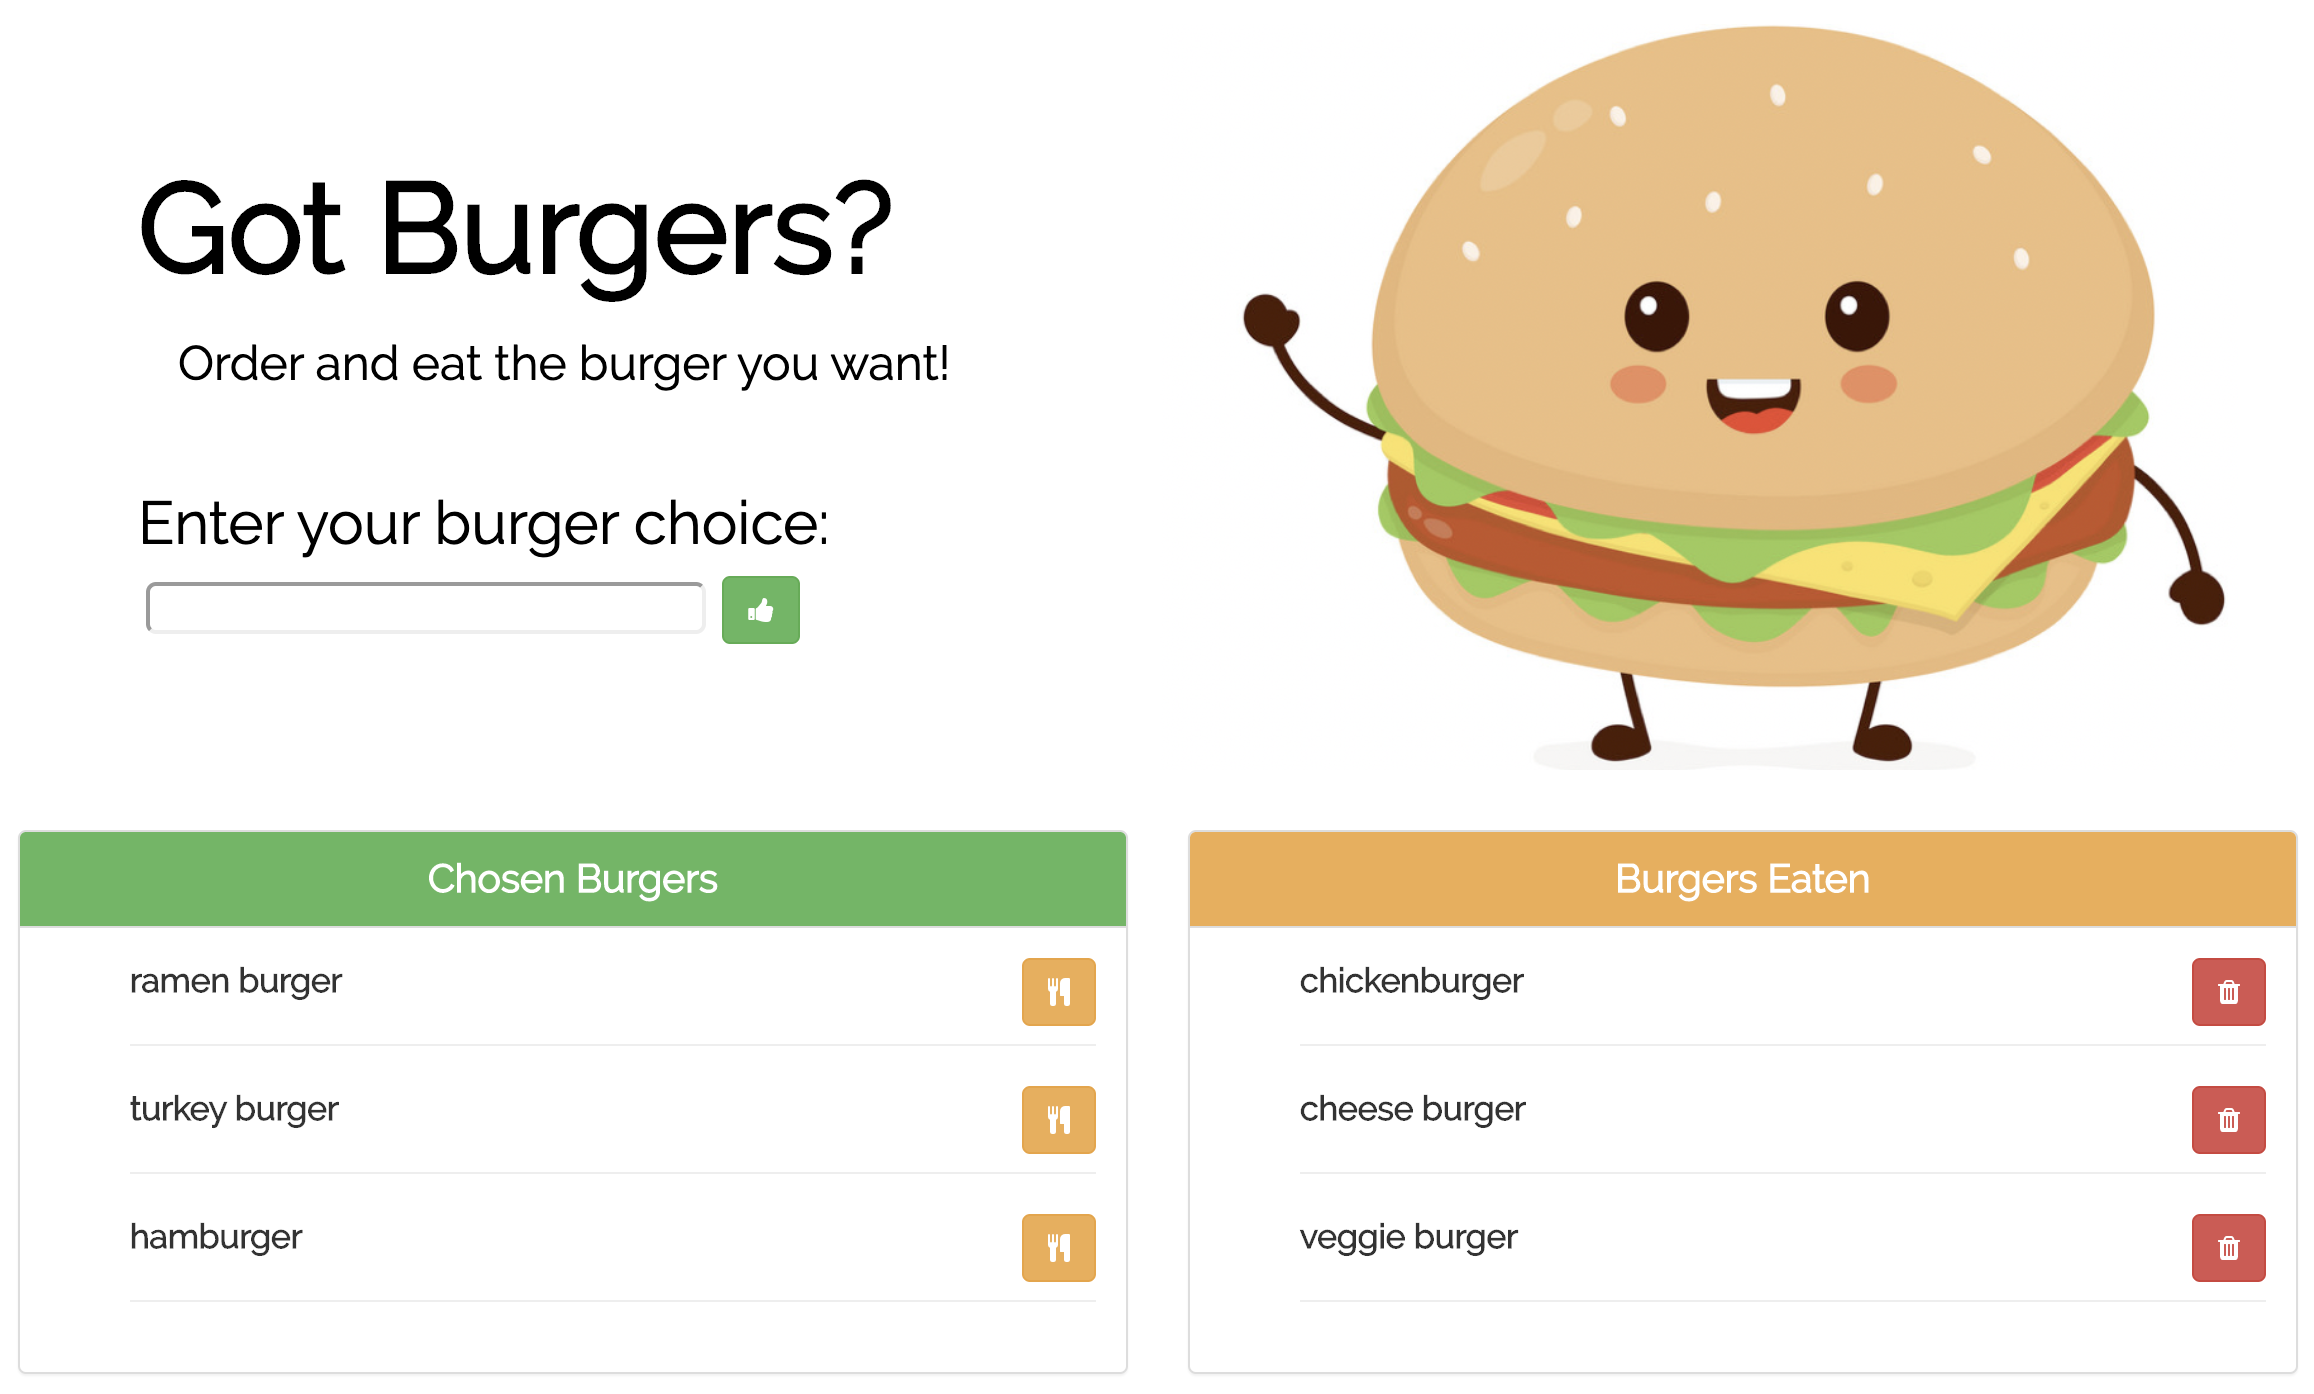 Got Burgers?
Order and eat the burger you want!
Enter your burger choice:
Chosen Burgers
ramen burger
turkey burger
hamburger
Burgers Eaten
chickenburger
cheese burger
veggie burger